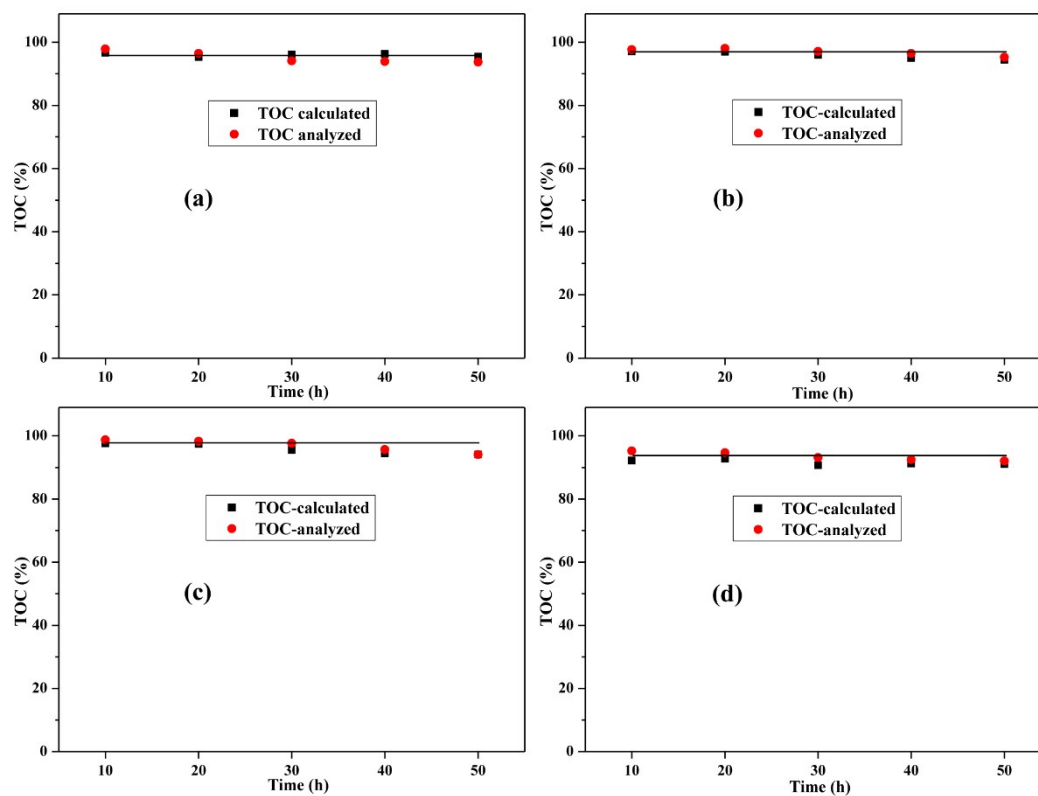 100
80
60
40
20
0
TOC (%)
TOC calculated
TOC analyzed
(a)
10 20 30 40 50
Time (h)
100
80
60
40
20
0
TOC (%)
TOC-calculated
TOC-analyzed
(b)
10 20 30 40 50
Time (h)
100
80
60
40
20
0
TOC (%)
TOC-calculated
TOC-analyzed
(c)
10 20 30 40 50
Time (h)
100
80
60
40
20
0
TOC (%)
TOC-calculated
TOC-analyzed
(d)
10 20 30 40 50
Time (h)